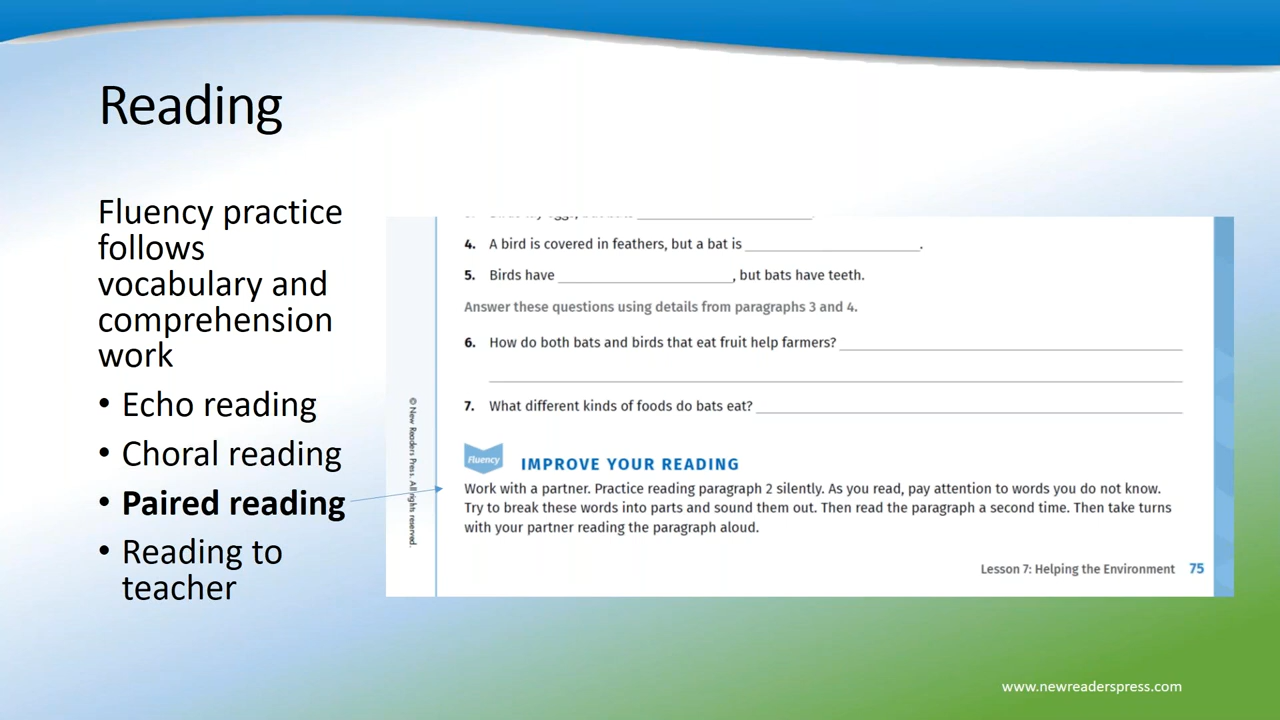 Reading
Fluency practice
follows
vocabulary and
comprehension
work
• Echo reading
• Choral reading
• Paired reading
• Reading to
teacher
4. A bird is covered in feathers, but a bat is ____________________.
5. Birds have ____________________, but bats have teeth.
Answer these questions using details from paragraphs 3 and 4.
6. How do both bats and birds that eat fruit help farmers? ____________________
7. What different kinds of foods do bats eat? ____________________
Fluency
IMPROVE YOUR READING
Work with a partner. Practice reading paragraph 2 silently. As you read, pay attention to words you do not know.
Try to break these words into parts and sound them out. Then read the paragraph a second time. Then take turns
with your partner reading the paragraph aloud.
© New Readers Press. All rights reserved.
Lesson 7: Helping the Environment 75
www.newreaderspress.com